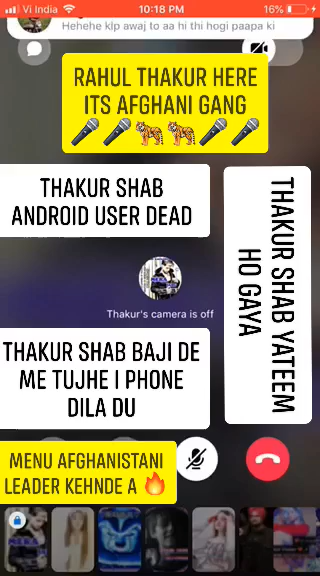 Vi India
10:18 PM
16%
Hehehe klp awaj to aa hi thi hogi paapa ki
RAHUL THAKUR HERE
ITS AFGHANI GANG
🎤🎤🐅🐅🎤🎤
THAKUR SHAB
ANDROID USER DEAD
THAKUR SHAB YATEEM
HO GAYA
Thakur's camera is off
THAKUR SHAB BAJI DE
ME TUJHE I PHONE
DILA DU
MENU AFGHANISTANI
LEADER KEHNDE A 🔥